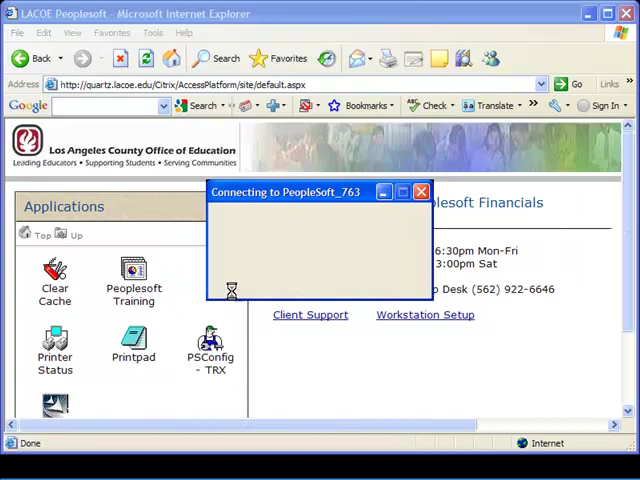 LACOE Peoplesoft - Microsoft Internet Explorer
File Edit View Favorites Tools Help
Back Search Favorites
Address http://quartz.lacoe.edu/Citrix/AccessPlatform/site/default.aspx Go Links »
Google Search Bookmarks Check Translate » Sign In
Los Angeles County Office of Education
Leading Educators • Supporting Students • Serving Communities
Connecting to PeopleSoft_763
Applications
plesoft Financials
Top Up
6:30pm Mon-Fri
3:00pm Sat
Desk (562) 922-6646
Clear Cache
Peoplesoft Training
Client Support Workstation Setup
Printer Status
Printpad
PSConfig - TRX
Done Internet